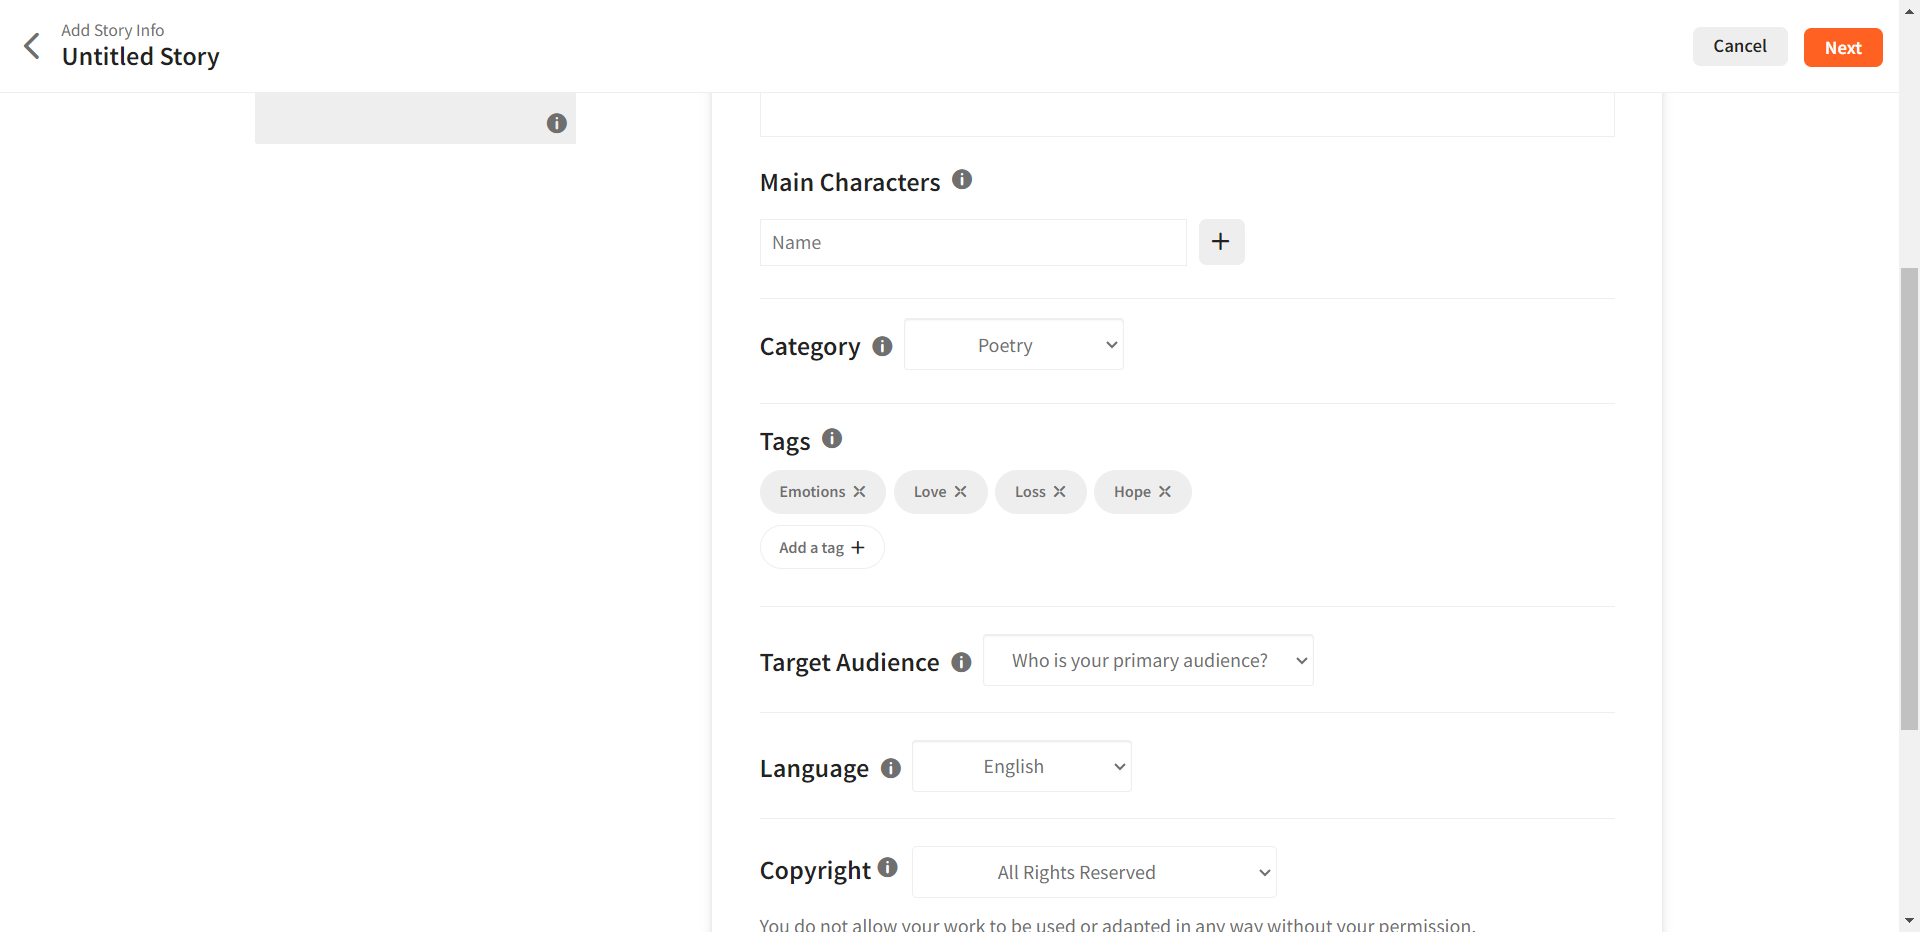 Add Story Info
Untitled Story
Cancel
Next
Main Characters
Name
Category
Poetry
Tags
Emotions
Love
Loss
Hope
Add a tag
Target Audience
Who is your primary audience?
Language
English
Copyright
All Rights Reserved
You do not allow your work to be used or adapted in any way without your permission.